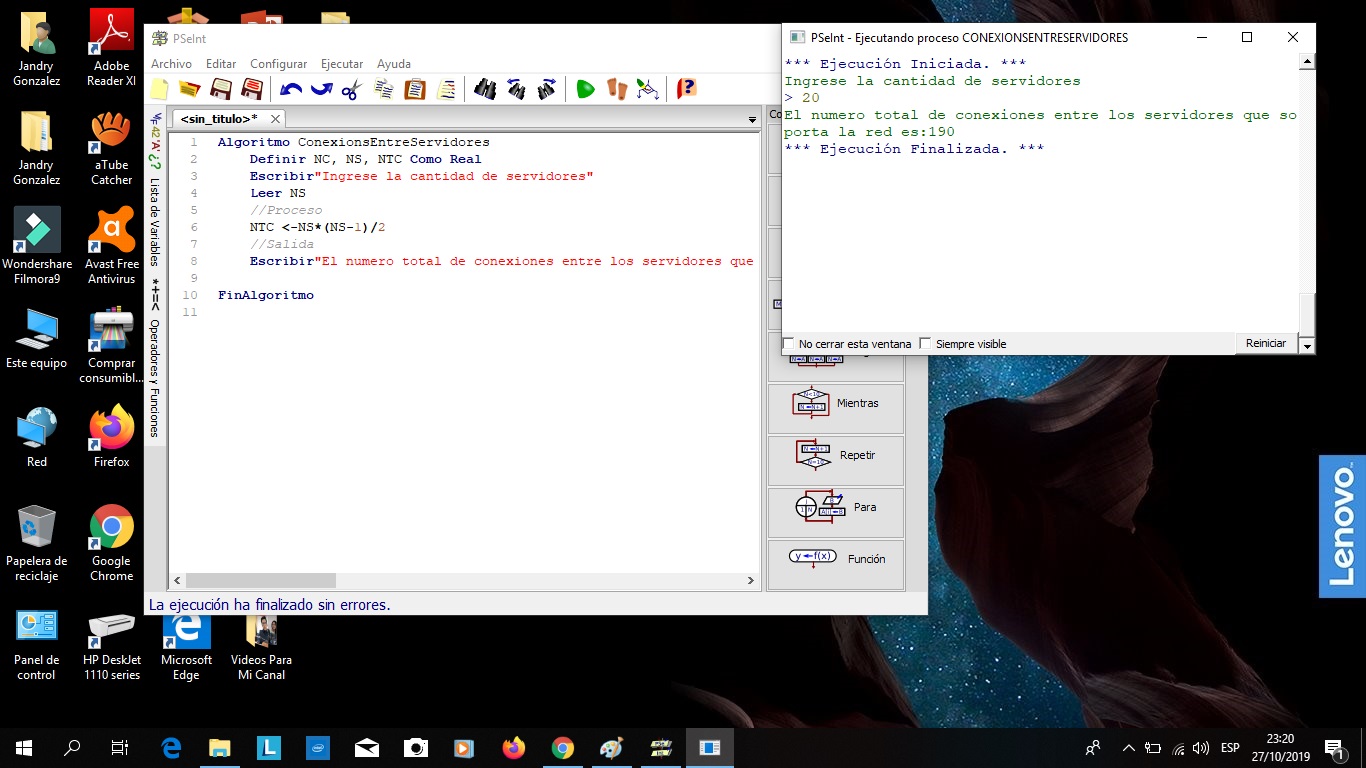 Jandry
Gonzalez
Adobe
Reader XI
Jandry
Gonzalez
aTube
Catcher
Wondershare
Filmora9
Avast Free
Antivirus
Este equipo
Comprar
consumibl...
Red
Firefox
Papelera de
reciclaje
Google
Chrome
Panel de
control
HP DeskJet
1110 series
Microsoft
Edge
Videos Para
Mi Canal
PSeInt
Archivo Editar Configurar Ejecutar Ayuda
<sin_titulo>*
Lista de Variables
Operadores y Funciones
1 Algoritmo ConexionsEntreServidores
2 Definir NC, NS, NTC Como Real
3 Escribir"Ingrese la cantidad de servidores"
4 Leer NS
5 //Proceso
6 NTC <-NS*(NS-1)/2
7 //Salida
8 Escribir"El numero total de conexiones entre los servidores que
9
10 FinAlgoritmo
11
La ejecución ha finalizado sin errores.
Co
Mientras
Repetir
Para
y←f(x) Función
PSeInt - Ejecutando proceso CONEXIONSENTRESERVIDORES
*** Ejecución Iniciada. ***
Ingrese la cantidad de servidores
> 20
El numero total de conexiones entre los servidores que so
porta la red es:190
*** Ejecución Finalizada. ***
No cerrar esta ventana Siempre visible Reiniciar
Lenovo
ESP
23:20
27/10/2019
1